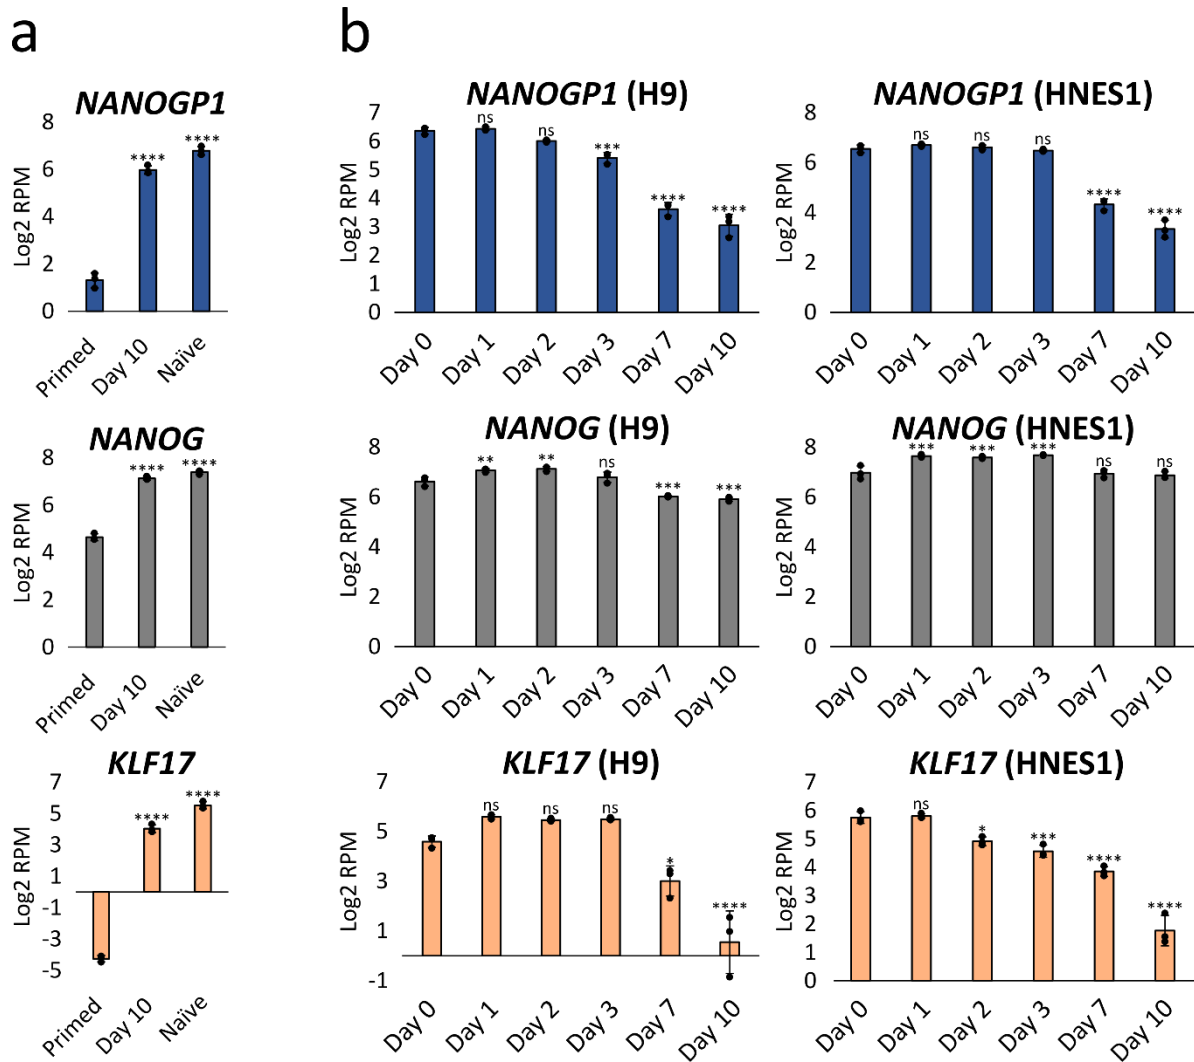 a
b
NANOGP1
8
6
4
2
0
Log2 RPM
****
****
Primed
Day 10
Naïve
NANOGP1 (H9)
7
6
5
4
3
2
1
0
Log2 RPM
ns
ns
***
****
****
Day 0
Day 1
Day 2
Day 3
Day 7
Day 10
NANOGP1 (HNES1)
8
6
4
2
0
Log2 RPM
ns
ns
ns
****
****
Day 0
Day 1
Day 2
Day 3
Day 7
Day 10
NANOG
8
6
4
2
0
Log2 RPM
****
****
Primed
Day 10
Naïve
NANOG (H9)
8
6
4
2
0
Log2 RPM
**
**
ns
***
***
Day 0
Day 1
Day 2
Day 3
Day 7
Day 10
NANOG (HNES1)
8
6
4
2
0
Log2 RPM
***
***
***
ns
ns
Day 0
Day 1
Day 2
Day 3
Day 7
Day 10
KLF17
7
5
3
1
-1
-3
-5
Log2 RPM
****
****
Primed
Day 10
Naïve
KLF17 (H9)
7
5
3
1
-1
Log2 RPM
ns
ns
ns
*
****
Day 0
Day 1
Day 2
Day 3
Day 7
Day 10
KLF17 (HNES1)
7
6
5
4
3
2
1
0
Log2 RPM
ns
*
***
****
****
Day 0
Day 1
Day 2
Day 3
Day 7
Day 10